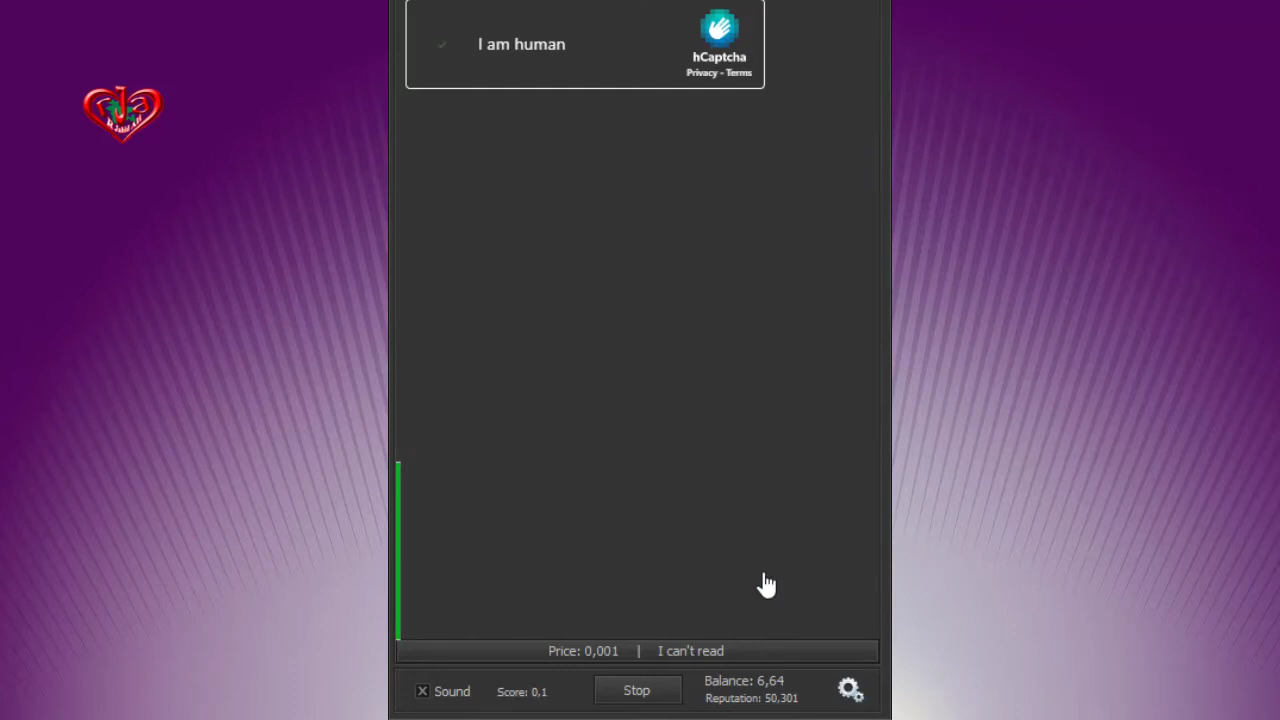 I am human
hCaptcha
Privacy - Terms
Price: 0,001 | I can't read
Sound
Score: 0,1
Stop
Balance: 6,64
Reputation: 50,301